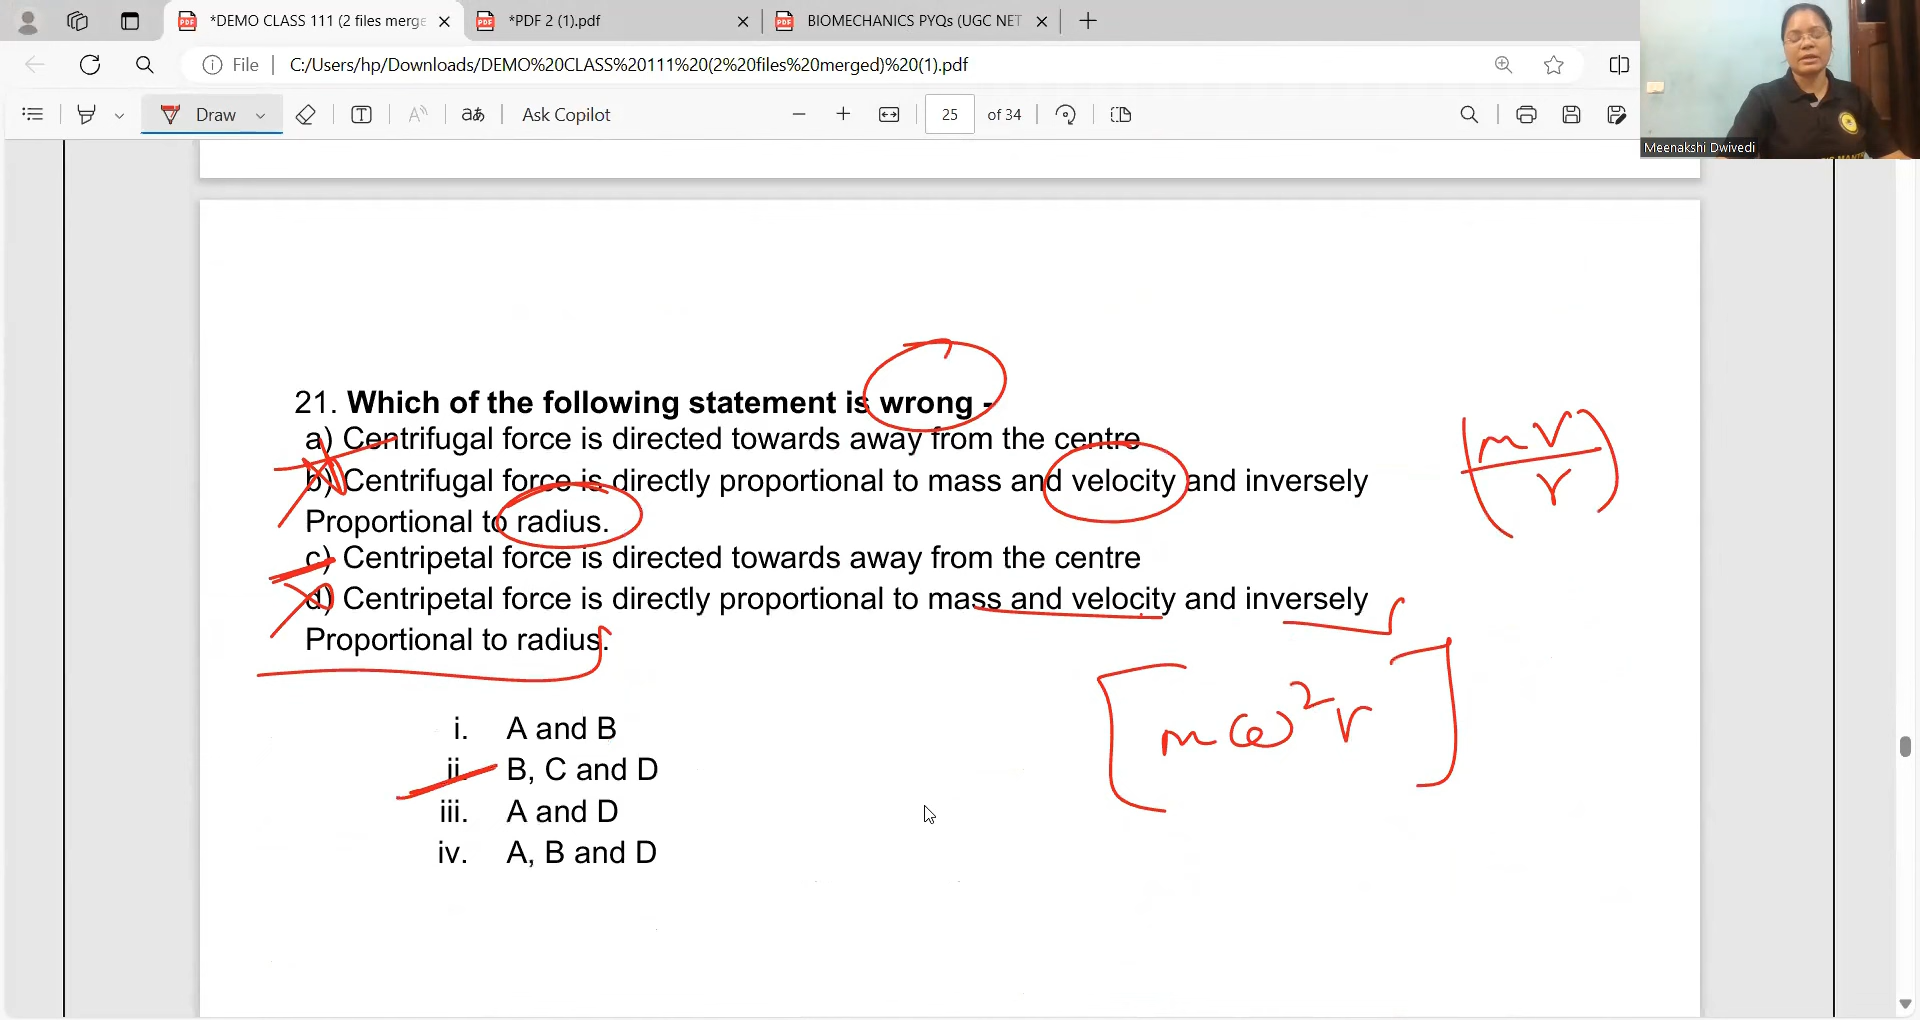 *DEMO CLASS 111 (2 files merge
*PDF 2 (1).pdf
BIOMECHANICS PYQs (UGC NET
File
C:/Users/hp/Downloads/DEMO%20CLASS%20111%20(2%20files%20merged)%20(1).pdf
Draw
T
A
aあ
Ask Copilot
25 of 34
Meenakshi Dwivedi
21. Which of the following statement is wrong -
a) Centrifugal force is directed towards away from the centre
b) Centrifugal force is directly proportional to mass and velocity and inversely
Proportional to radius.
c) Centripetal force is directed towards away from the centre
d) Centripetal force is directly proportional to mass and velocity and inversely
Proportional to radius.
i. A and B
ii. B, C and D
iii. A and D
iv. A, B and D
(mv
r)
[mω²r]